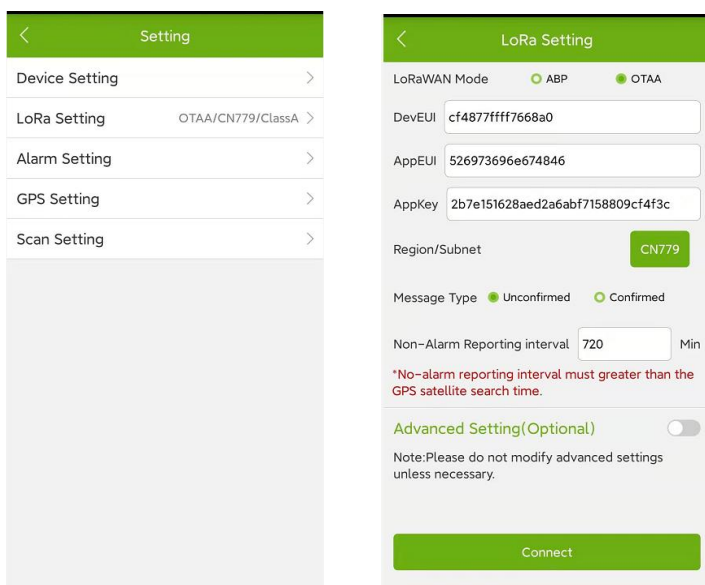 Setting
Device Setting
LoRa Setting OTAA/CN779/ClassA
Alarm Setting
GPS Setting
Scan Setting
LoRa Setting
LoRaWAN Mode ABP OTAA
DevEUI cf4877ffff7668a0
AppEUI 526973696e674846
AppKey 2b7e151628aed2a6abf7158809cf4f3c
Region/Subnet CN779
Message Type Unconfirmed Confirmed
Non-Alarm Reporting interval 720 Min
*No-alarm reporting interval must greater than the
GPS satellite search time.
Advanced Setting(Optional)
Note:Please do not modify advanced settings
unless necessary.
Connect